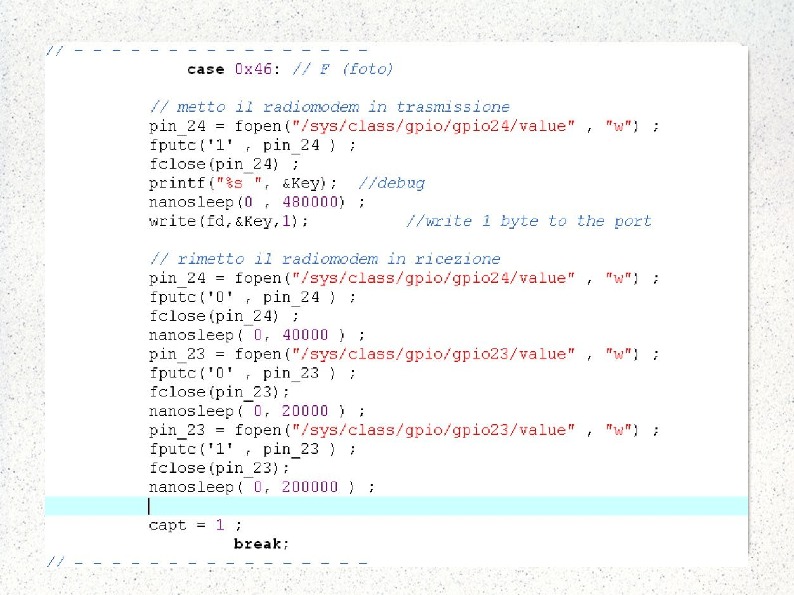 // - - - - - - - - - - - - - - - -
case 0x46: // F (foto)
// metto il radiomodem in trasmissione
pin_24 = fopen("/sys/class/gpio/gpio24/value" , "w") ;
fputc('1' , pin_24 ) ;
fclose(pin_24) ;
printf("%s ", &Key);  //debug
nanosleep(0 , 480000) ;
write(fd,&Key,1);          //write 1 byte to the port
// rimetto il radiomodem in ricezione
pin_24 = fopen("/sys/class/gpio/gpio24/value" , "w") ;
fputc('0' , pin_24 ) ;
fclose(pin_24) ;
nanosleep( 0, 40000 ) ;
pin_23 = fopen("/sys/class/gpio/gpio23/value" , "w") ;
fputc('0' , pin_23 ) ;
fclose(pin_23);
nanosleep( 0, 20000 ) ;
pin_23 = fopen("/sys/class/gpio/gpio23/value" , "w") ;
fputc('1' , pin_23 ) ;
fclose(pin_23);
nanosleep( 0, 200000 ) ;
capt = 1 ;
break;
// - - - - - - - - - - - - - - - -